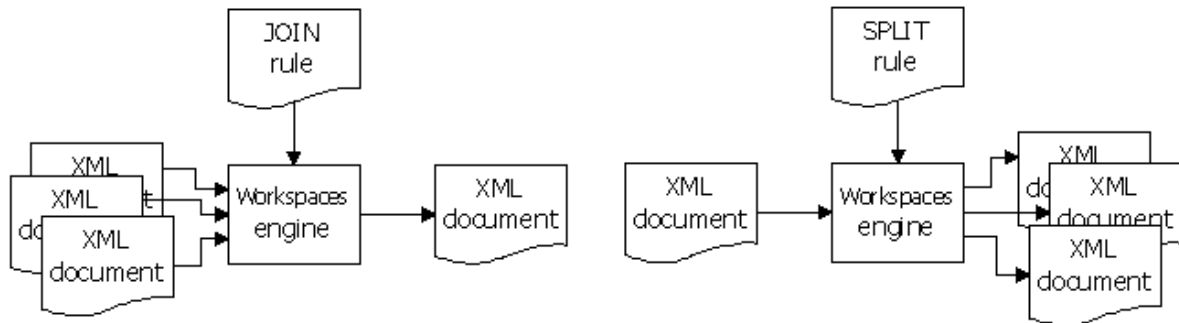 JOIN
rule
SPLIT
rule
XML
XML
XML
document
Workspaces
engine
XML
document
XML
document
Workspaces
engine
XML
XML
XML
document